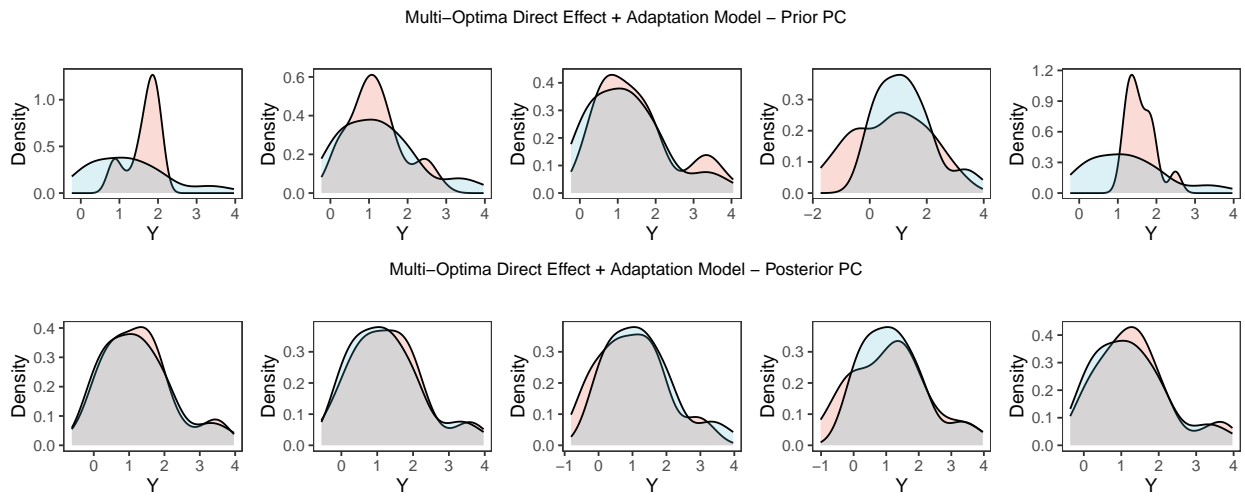 Multi−Optima Direct Effect + Adaptation Model − Prior PC
Density 0.0 0.5 1.0 0 1 2 3 4 Y
Density 0.0 0.2 0.4 0.6 0 1 2 3 4 Y
Density 0.0 0.1 0.2 0.3 0.4 0 1 2 3 4 Y
Density 0.0 0.1 0.2 0.3 −2 0 2 4 Y
Density 0.0 0.3 0.6 0.9 1.2 0 1 2 3 4 Y
Multi−Optima Direct Effect + Adaptation Model − Posterior PC
Density 0.0 0.1 0.2 0.3 0.4 0 1 2 3 4 Y
Density 0.0 0.1 0.2 0.3 0 1 2 3 4 Y
Density 0.0 0.1 0.2 0.3 −1 0 1 2 3 4 Y
Density 0.0 0.1 0.2 0.3 −1 0 1 2 3 4 Y
Density 0.0 0.1 0.2 0.3 0.4 0 1 2 3 4 Y